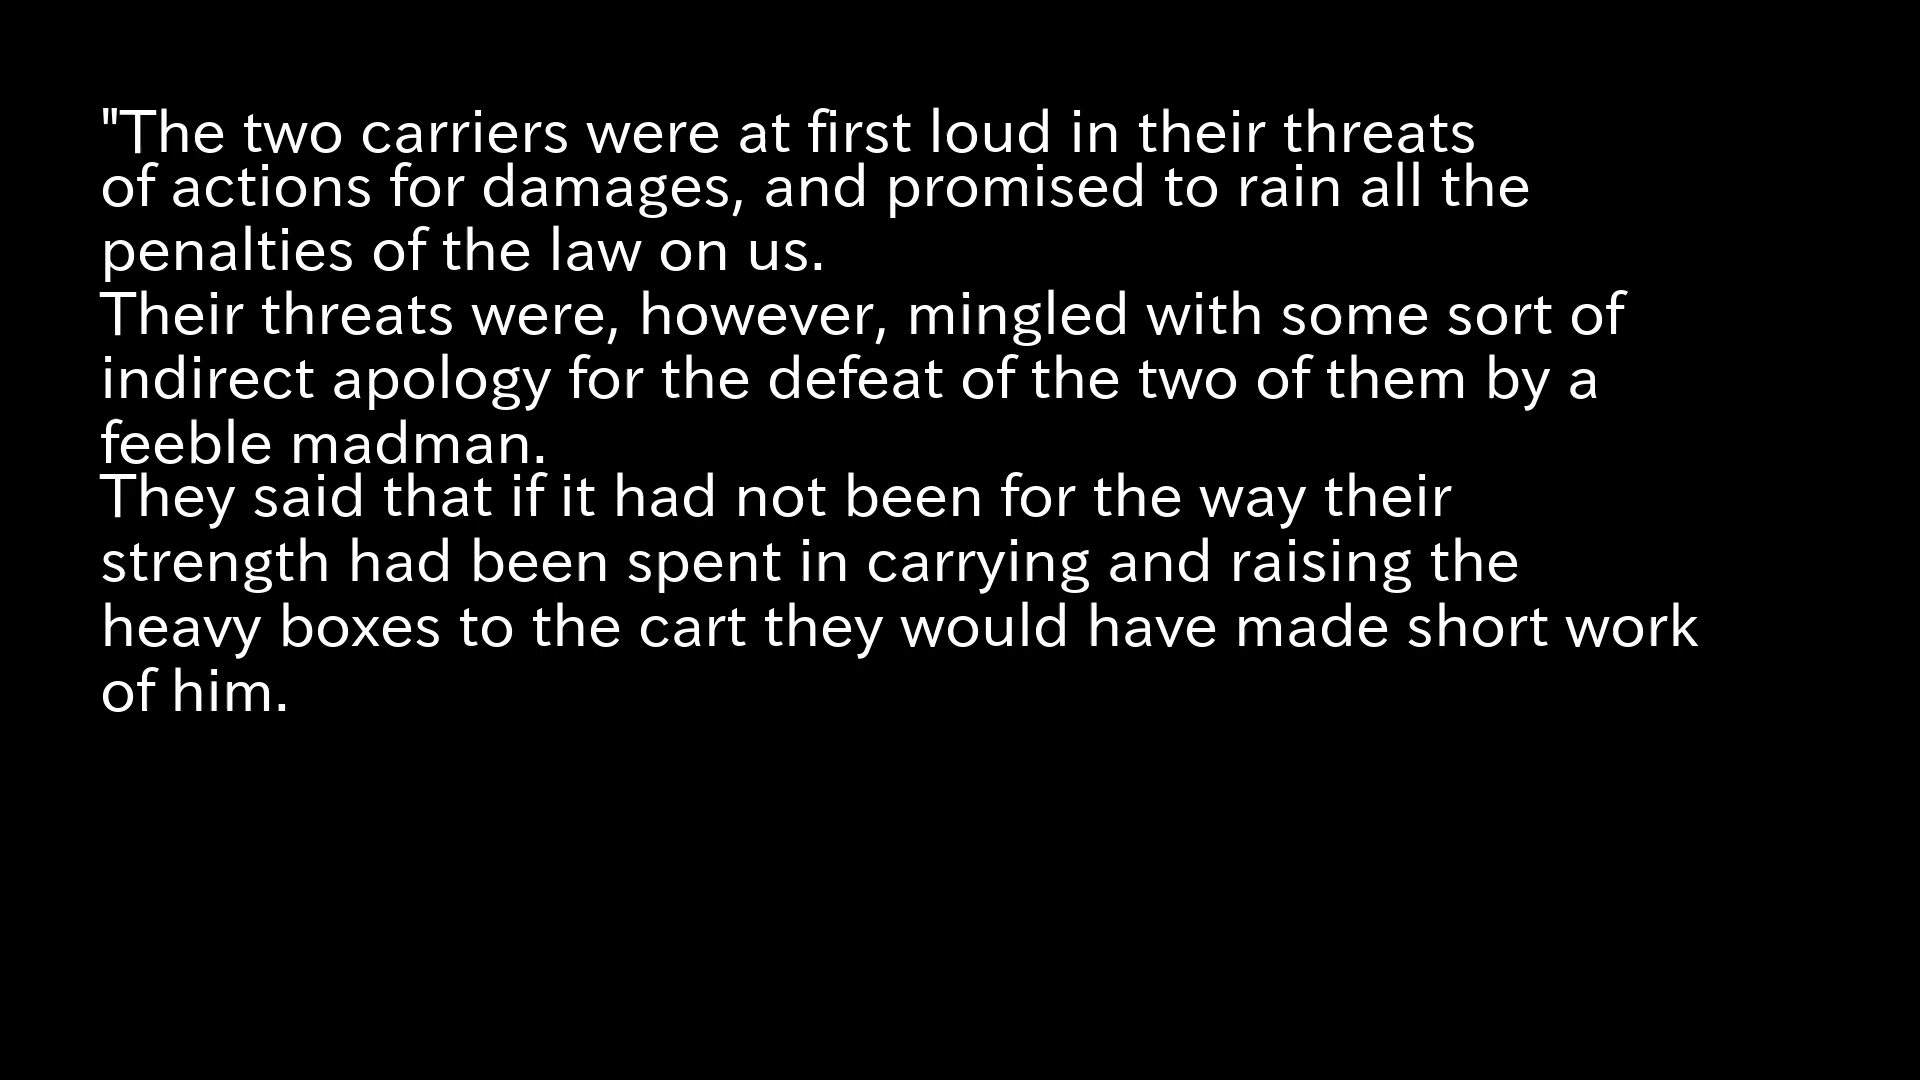 "The two carriers were at first loud in their threats
of actions for damages, and promised to rain all the
penalties of the law on us.
Their threats were, however, mingled with some sort of
indirect apology for the defeat of the two of them by a
feeble madman.
They said that if it had not been for the way their
strength had been spent in carrying and raising the
heavy boxes to the cart they would have made short work
of him.